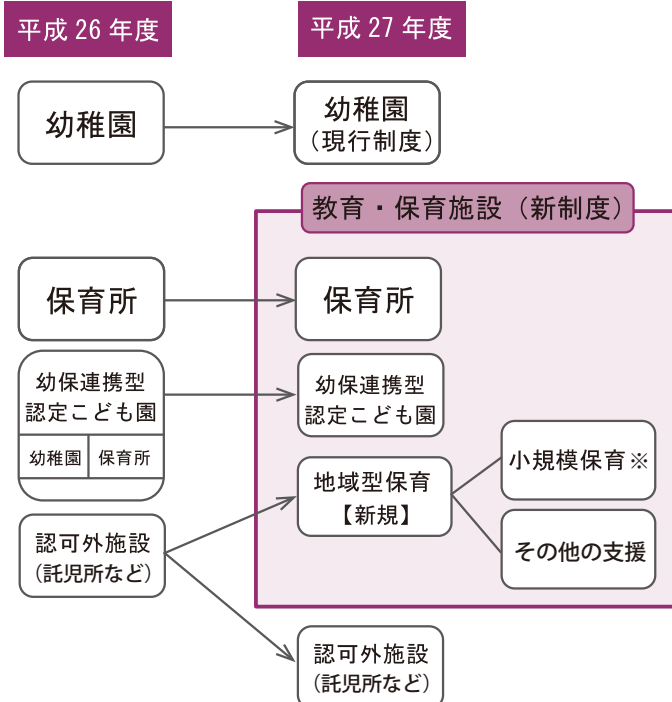 平成 26 年度
平成 27 年度
幼稚園
幼稚園
（現行制度）
教育・保育施設（新制度）
保育所
保育所
幼保連携型
認定こども園
幼稚園
保育所
幼保連携型
認定こども園
地域型保育
【新規】
小規模保育※
その他の支援
認可外施設
（託児所など）
認可外施設
（託児所など）